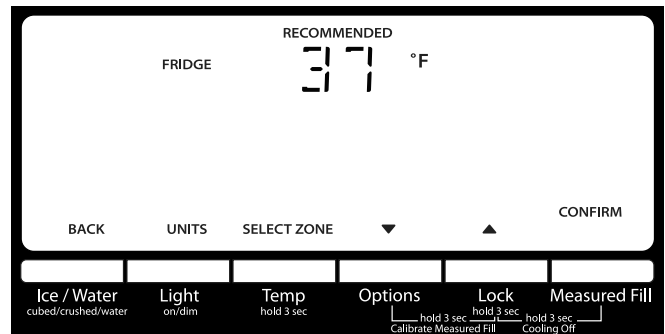 RECOMMENDED
FRIDGE 37 °F
CONFIRM
BACK UNITS SELECT ZONE ▼ ▲
Ice / Water Light Temp Options Lock Measured Fill
cubed/crushed/water on/dim hold 3 sec hold 3 sec
hold 3 sec hold 3 sec
Calibrate Measured Fill Cooling Off